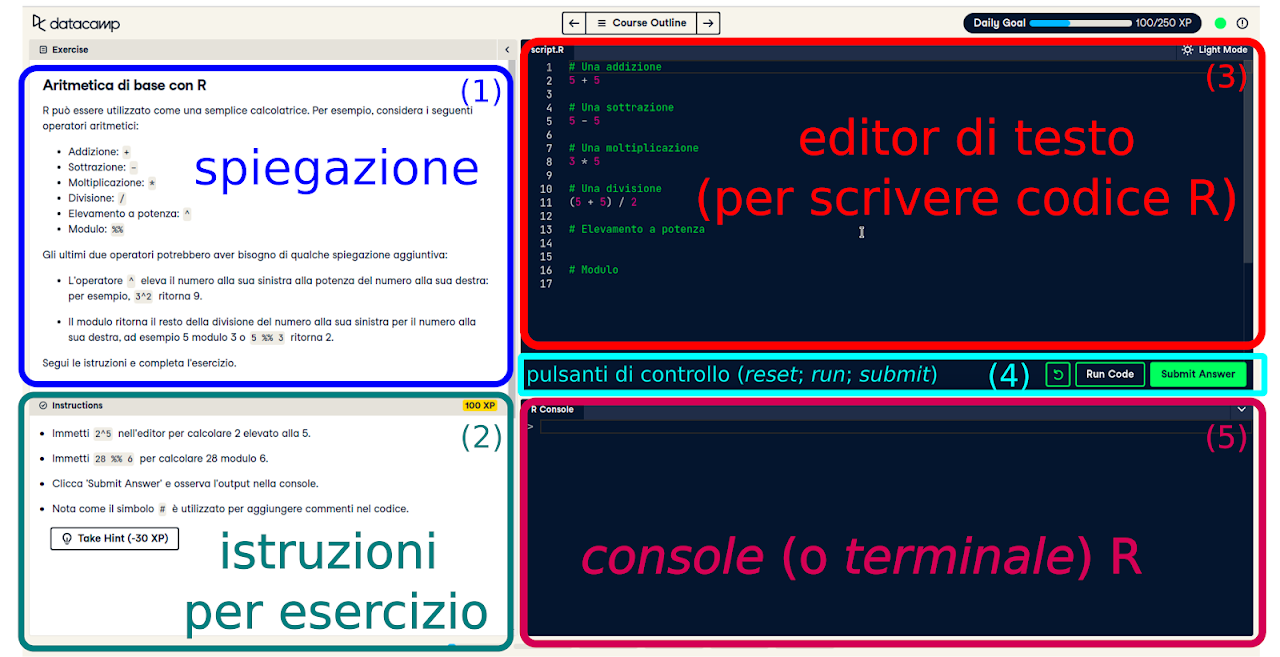 datacamp
← ≡ Course Outline →
Daily Goal 100/250 XP
Exercise
Aritmetica di base con R
(1)
R può essere utilizzato come una semplice calcolatrice. Per esempio, considera i seguenti
operatori aritmetici:
• Addizione: +
• Sottrazione: -
• Moltiplicazione: *
• Divisione: /
• Elevamento a potenza: ^
• Modulo: %%
spiegazione
Gli ultimi due operatori potrebbero aver bisogno di qualche spiegazione aggiuntiva:
• L'operatore ^ eleva il numero alla sua sinistra alla potenza del numero alla sua destra:
per esempio, 3^2 ritorna 9.
• Il modulo ritorna il resto della divisione del numero alla sua sinistra per il numero alla
sua destra, ad esempio 5 modulo 3 o 5 %% 3 ritorna 2.
Segui le istruzioni e completa l'esercizio.
Instructions
100 XP
(2)
• Immetti 2^5 nell'editor per calcolare 2 elevato alla 5.
• Immetti 28 %% 6 per calcolare 28 modulo 6.
• Clicca 'Submit Answer' e osserva l'output nella console.
• Nota come il simbolo # è utilizzato per aggiungere commenti nel codice.
Take Hint (-30 XP)
istruzioni
per esercizio
script.R
Light Mode
(3)
1 # Una addizione
2 5 + 5
3
4 # Una sottrazione
5 5 - 5
6
7 # Una moltiplicazione
8 3 * 5
9
10 # Una divisione
11 (5 + 5) / 2
12
13 # Elevamento a potenza
14
15
16 # Modulo
17
editor di testo
(per scrivere codice R)
pulsanti di controllo (reset; run; submit) (4)
Run Code
Submit Answer
R Console
>
(5)
console (o terminale) R